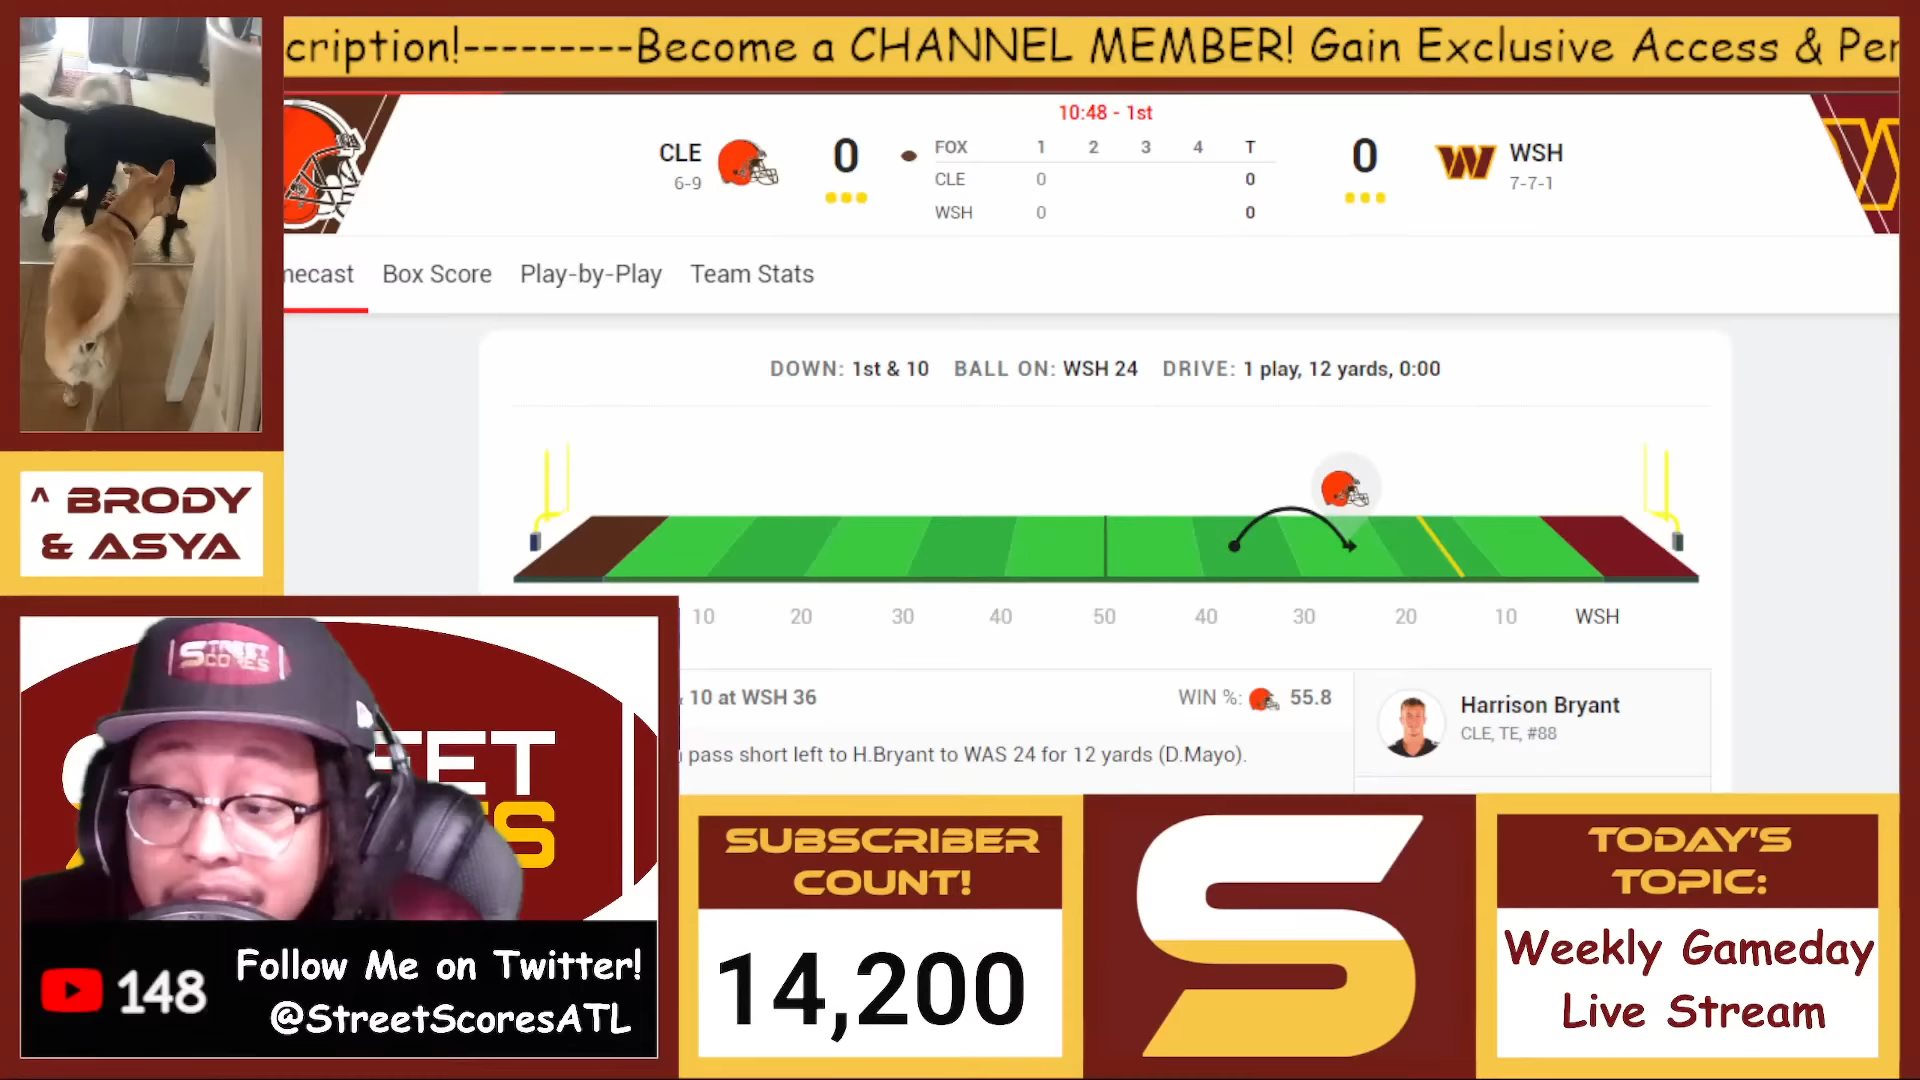 cription!---------Become a CHANNEL MEMBER! Gain Exclusive Access & Per
10:48 - 1st
CLE
6-9
0
FOX 1 2 3 4 T
CLE 0 0
WSH 0 0
0
WSH
7-7-1
necast Box Score Play-by-Play Team Stats
DOWN: 1st & 10 BALL ON: WSH 24 DRIVE: 1 play, 12 yards, 0:00
10 20 30 40 50 40 30 20 10 WSH
10 at WSH 36
WIN %: 55.8
pass short left to H.Bryant to WAS 24 for 12 yards (D.Mayo).
Harrison Bryant
CLE, TE, #88
^ BRODY
& ASYA
STREET
SCORES
EET
S
148
Follow Me on Twitter!
@StreetScoresATL
SUBSCRIBER
COUNT!
14,200
S
TODAY'S
TOPIC:
Weekly Gameday
Live Stream